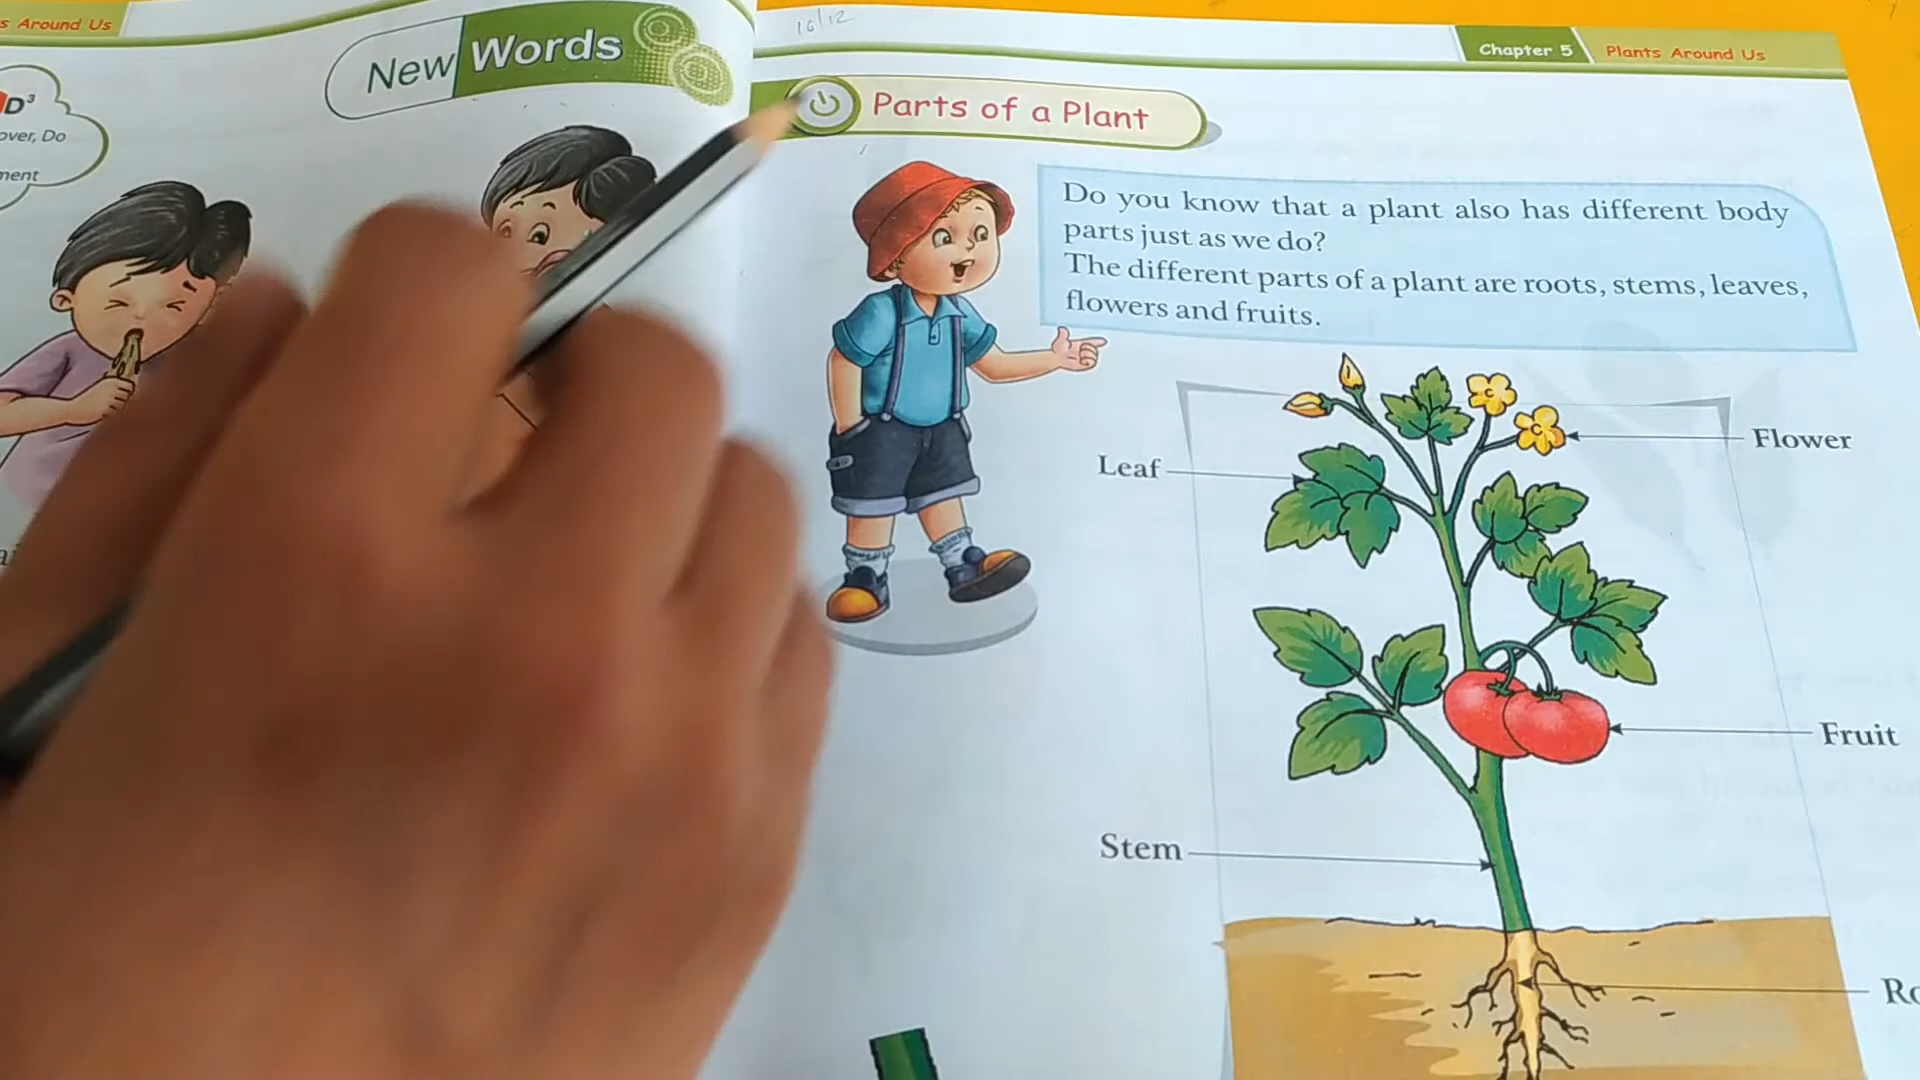 s Around Us
New Words
D³
over, Do
ment
16/12
Chapter 5 Plants Around Us
Parts of a Plant
Do you know that a plant also has different body
parts just as we do?
The different parts of a plant are roots, stems, leaves,
flowers and fruits.
Flower
Leaf
Fruit
Stem
Ro